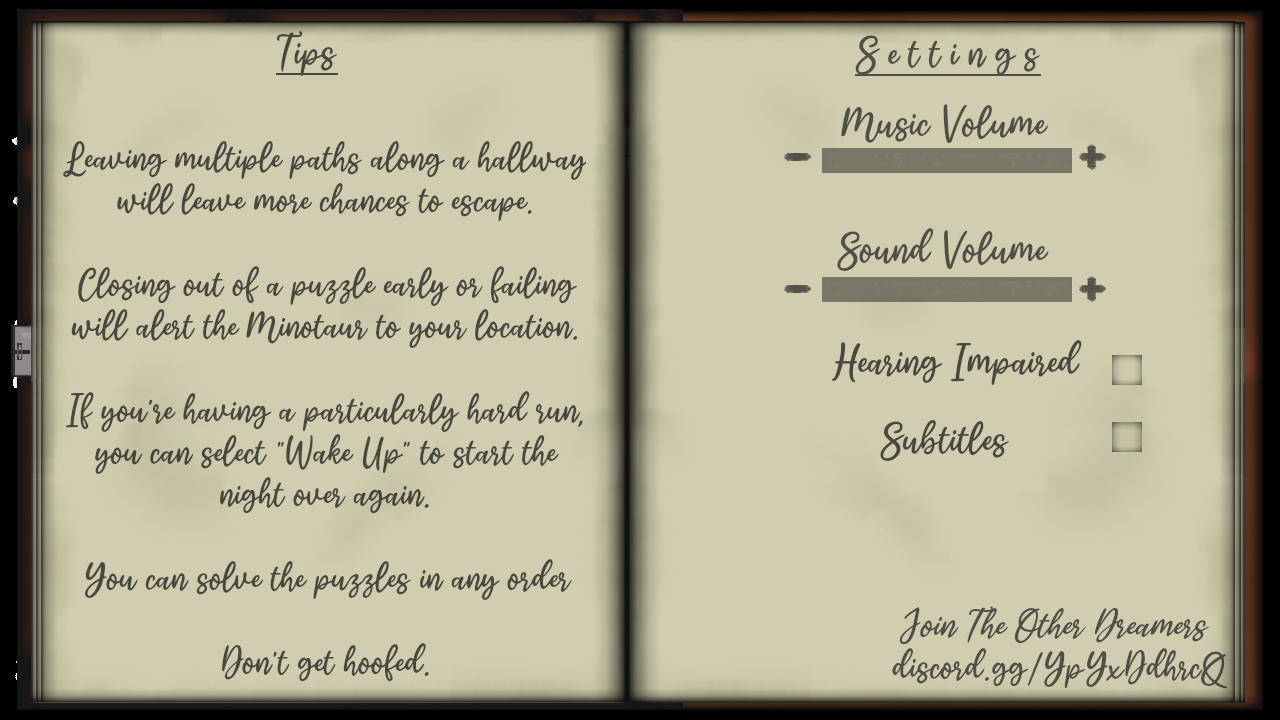 Tips
Leaving multiple paths along a hallway
will leave more chances to escape.
Closing out of a puzzle early or failing
will alert the Minotaur to your location.
If you're having a particularly hard run,
you can select "Wake Up" to start the
night over again.
You can solve the puzzles in any order
Don't get hoofed.
Settings
Music Volume
Sound Volume
Hearing Impaired
Subtitles
Join The Other Dreamers
discord.gg/YpYxDdhrcQ